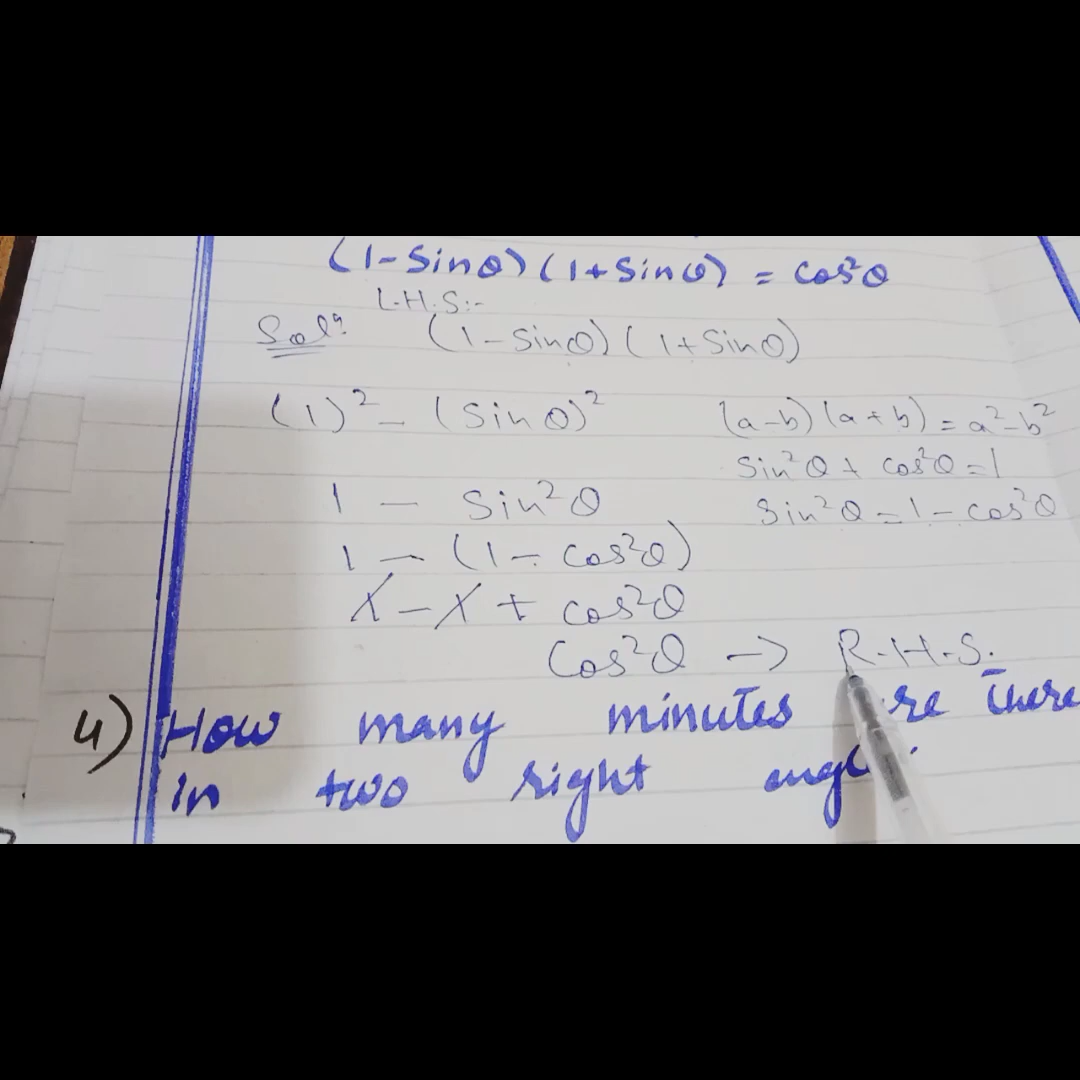 (1-Sinθ)(1+Sinθ) = cos²θ
L.H.S:-
Solⁿ (1-Sinθ)(1+Sinθ)
(1)² - (Sinθ)² (a-b)(a+b) = a²-b²
Sin²θ + cos²θ = 1
1 - Sin²θ Sin²θ = 1 - cos²θ
1 - (1 - cos²θ)
1 - 1 + cos²θ
Cos²θ → R.H.S.
4) How many minutes are there
in two right